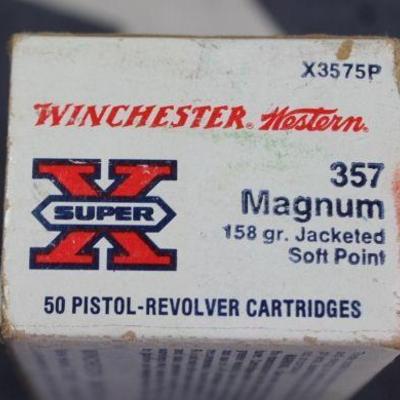 X3575P
WINCHESTER Western
X
SUPER
357
Magnum
158 gr. Jacketed
Soft Point
50 PISTOL-REVOLVER CARTRIDGES